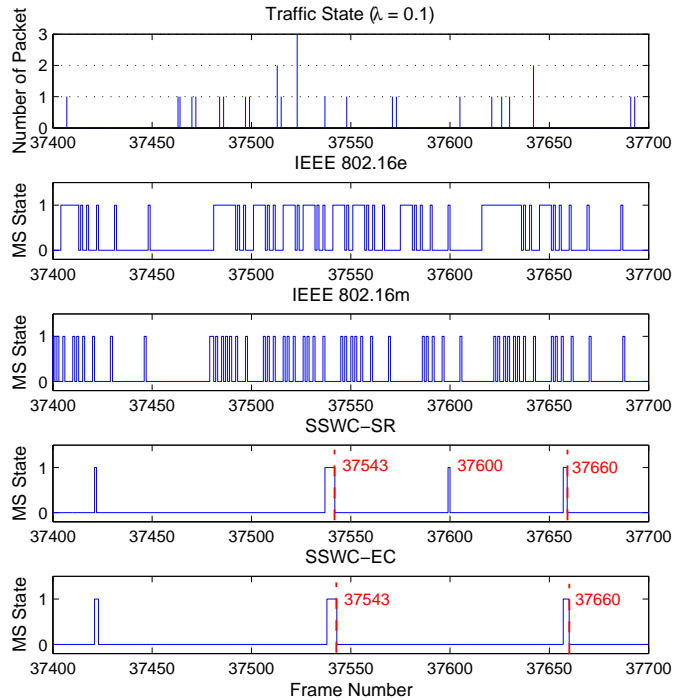 Traffic State (λ = 0.1)
Number of Packet
3
2
1
0
37400 37450 37500 37550 37600 37650 37700
IEEE 802.16e
MS State
1
0
37400 37450 37500 37550 37600 37650 37700
IEEE 802.16m
MS State
1
0
37400 37450 37500 37550 37600 37650 37700
SSWC−SR
MS State
1
0
37543
37600
37660
37400 37450 37500 37550 37600 37650 37700
SSWC−EC
MS State
1
0
37543
37660
37400 37450 37500 37550 37600 37650 37700
Frame Number